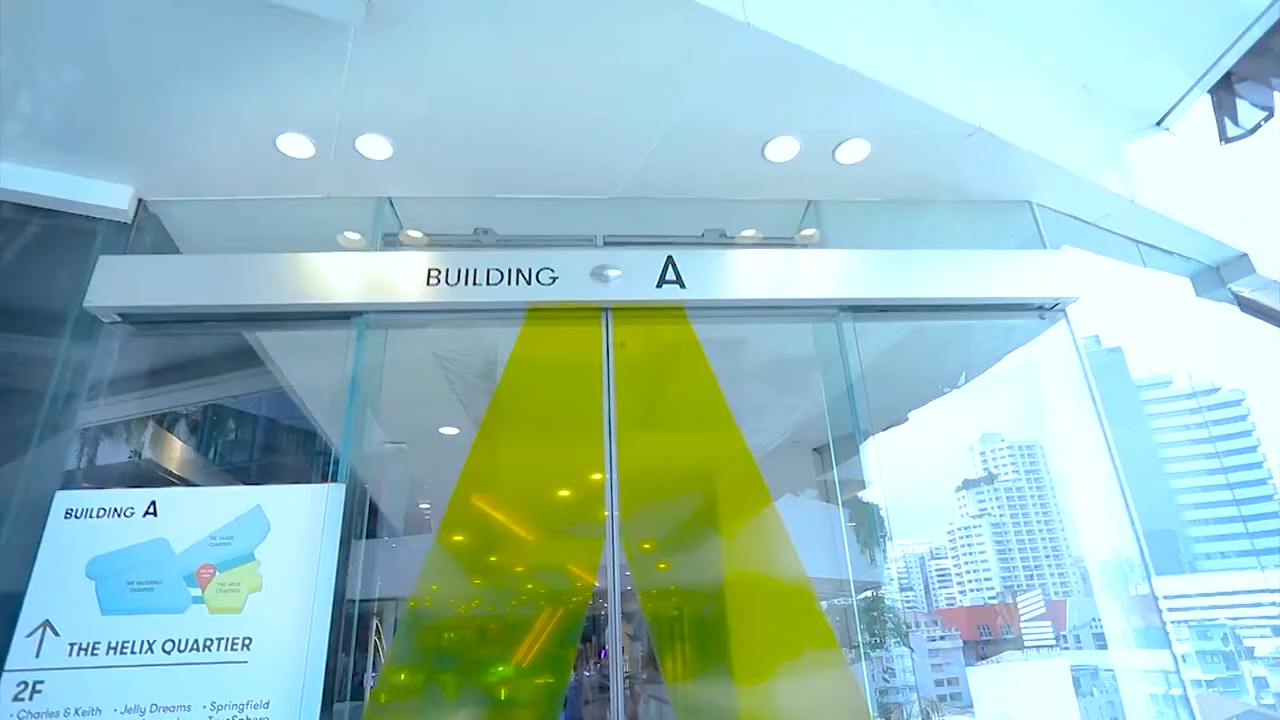 BUILDING A
BUILDING A
THE GLASS
QUARTIER
THE WATERFALL
QUARTIER
THE HELIX
QUARTIER
THE HELIX QUARTIER
2F
• Charles & Keith • Jelly Dreams • Springfield